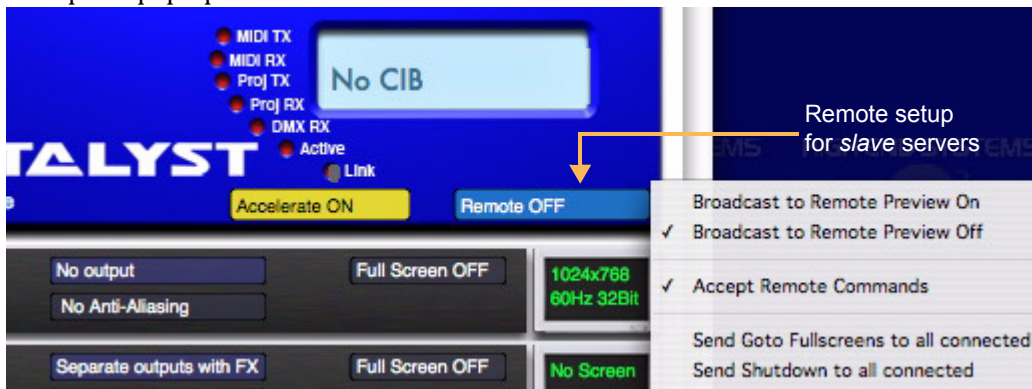 MIDI TX
MIDI RX
Proj TX
Proj RX
DMX RX
Active
Link
No CIB
TALYST
Accelerate ON
Remote OFF
Remote setup
for slave servers
Broadcast to Remote Preview On
✓ Broadcast to Remote Preview Off
✓ Accept Remote Commands
Send Goto Fullscreens to all connected
Send Shutdown to all connected
No output
Full Screen OFF
1024x768
60Hz 32Bit
No Anti-Aliasing
Separate outputs with FX
Full Screen OFF
No Screen